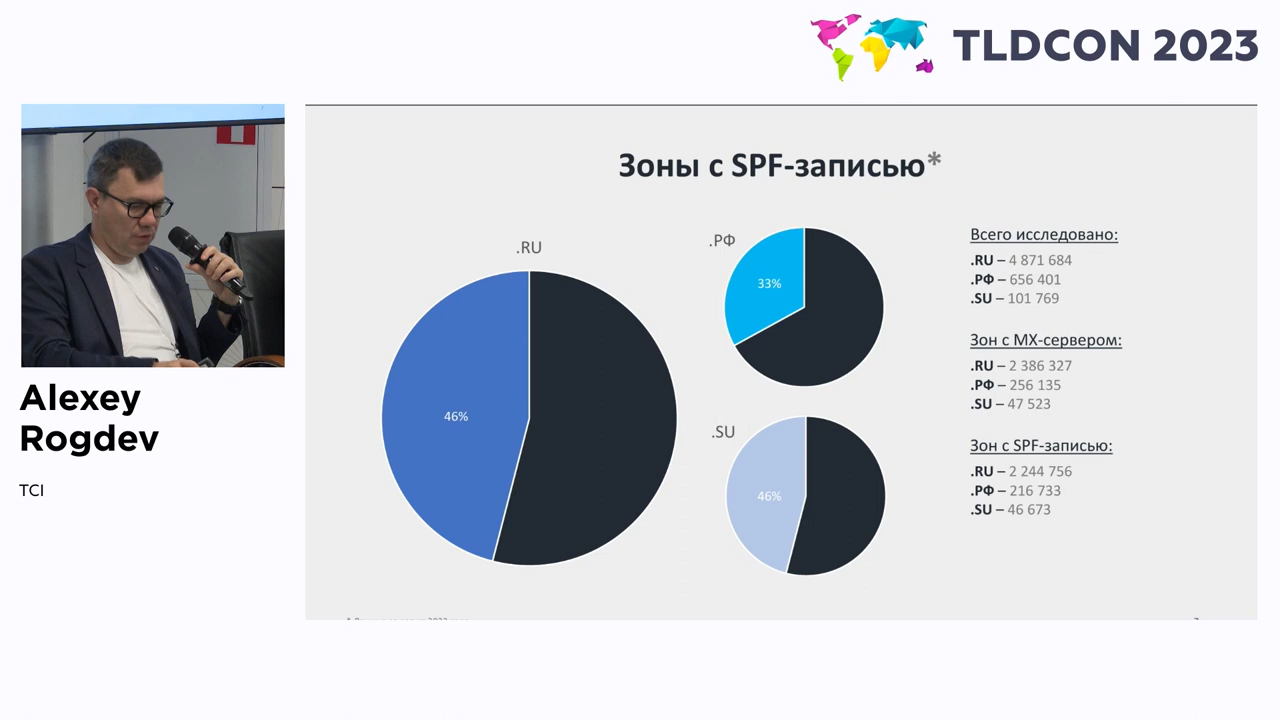 TLDCON 2023
Зоны с SPF-записью*
.RU
46%
.РФ
33%
.SU
46%
Всего исследовано:
.RU – 4 871 684
.РФ – 656 401
.SU – 101 769
Зон с MX-сервером:
.RU – 2 386 327
.РФ – 256 135
.SU – 47 523
Зон с SPF-записью:
.RU – 2 244 756
.РФ – 216 733
.SU – 46 673
Alexey
Rogdev
TCI